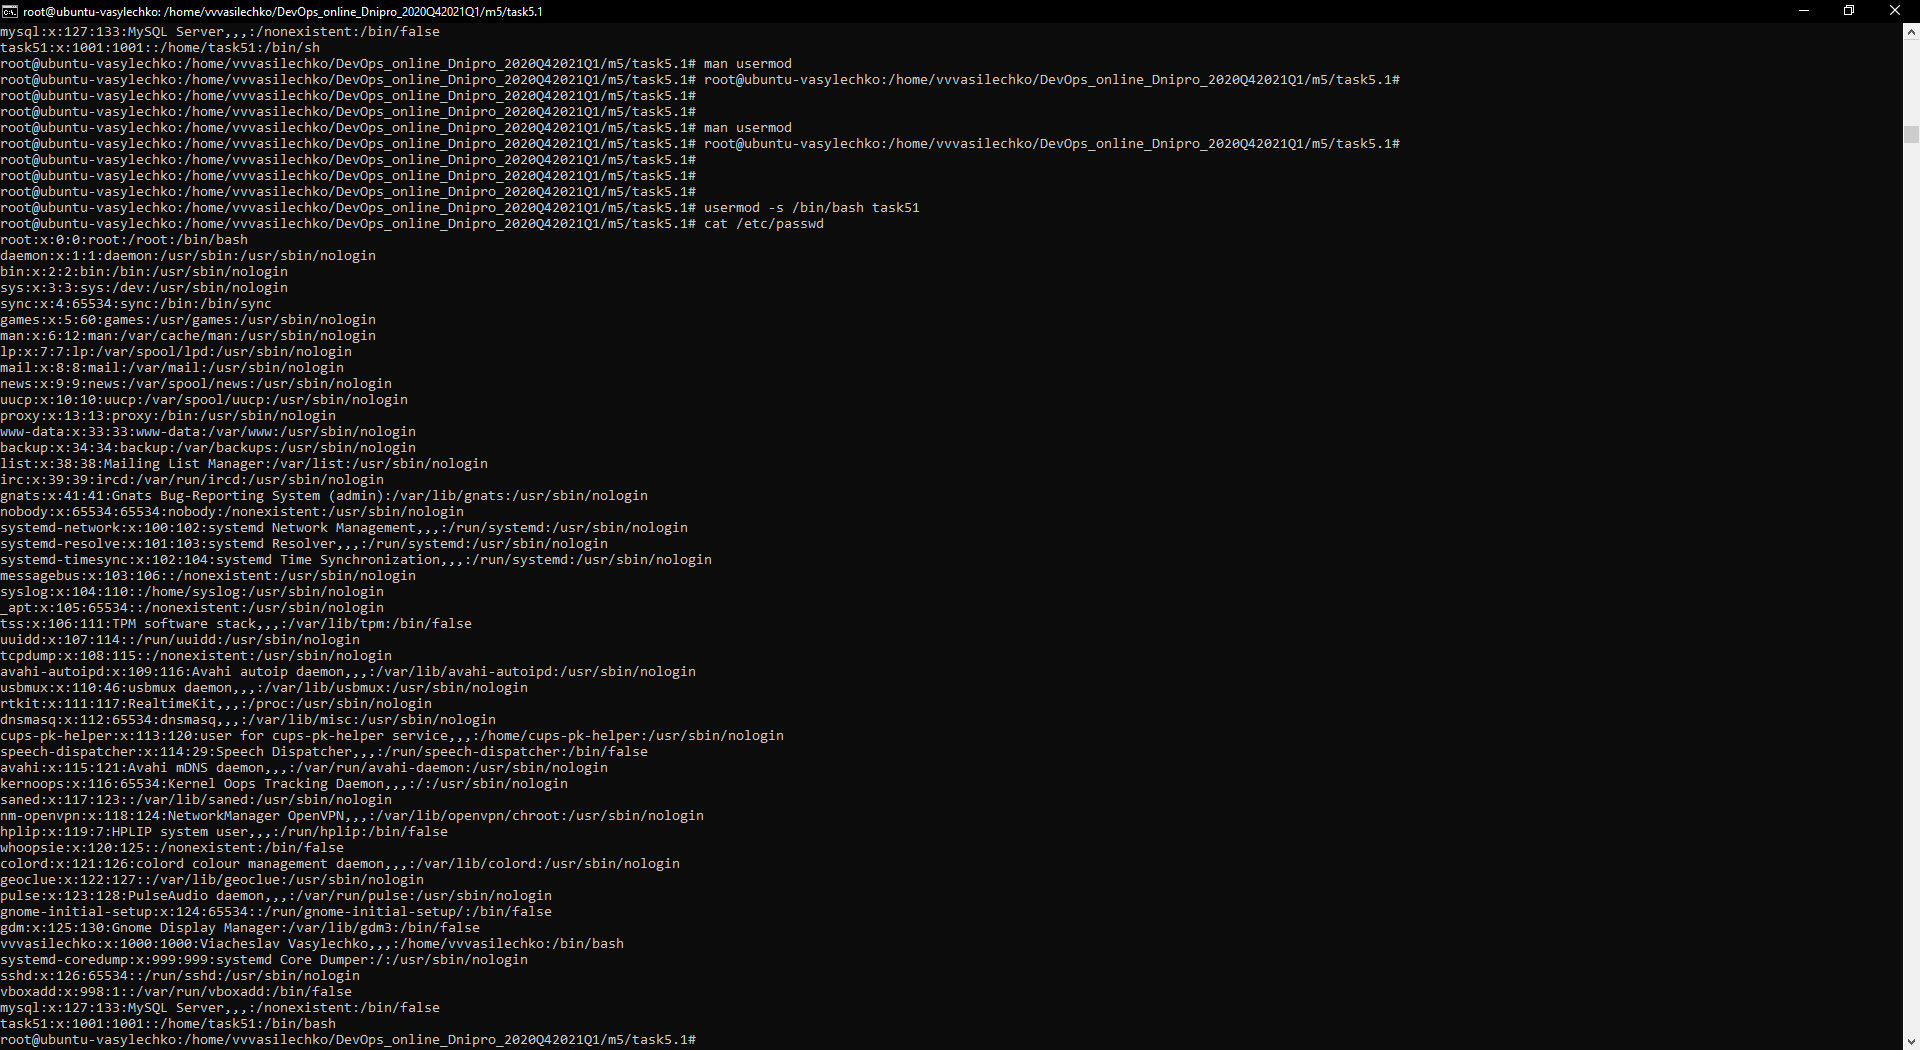 root@ubuntu-vasylechko: /home/vvvasilechko/DevOps_online_Dnipro_2020Q42021Q1/m5/task5.1
mysql:x:127:133:MySQL Server,,,:/nonexistent:/bin/false
task51:x:1001:1001::/home/task51:/bin/sh
root@ubuntu-vasylechko:/home/vvvasilechko/DevOps_online_Dnipro_2020Q42021Q1/m5/task5.1# man usermod
root@ubuntu-vasylechko:/home/vvvasilechko/DevOps_online_Dnipro_2020Q42021Q1/m5/task5.1# root@ubuntu-vasylechko:/home/vvvasilechko/DevOps_online_Dnipro_2020Q42021Q1/m5/task5.1#
root@ubuntu-vasylechko:/home/vvvasilechko/DevOps_online_Dnipro_2020Q42021Q1/m5/task5.1#
root@ubuntu-vasylechko:/home/vvvasilechko/DevOps_online_Dnipro_2020Q42021Q1/m5/task5.1#
root@ubuntu-vasylechko:/home/vvvasilechko/DevOps_online_Dnipro_2020Q42021Q1/m5/task5.1# man usermod
root@ubuntu-vasylechko:/home/vvvasilechko/DevOps_online_Dnipro_2020Q42021Q1/m5/task5.1# root@ubuntu-vasylechko:/home/vvvasilechko/DevOps_online_Dnipro_2020Q42021Q1/m5/task5.1#
root@ubuntu-vasylechko:/home/vvvasilechko/DevOps_online_Dnipro_2020Q42021Q1/m5/task5.1#
root@ubuntu-vasylechko:/home/vvvasilechko/DevOps_online_Dnipro_2020Q42021Q1/m5/task5.1#
root@ubuntu-vasylechko:/home/vvvasilechko/DevOps_online_Dnipro_2020Q42021Q1/m5/task5.1#
root@ubuntu-vasylechko:/home/vvvasilechko/DevOps_online_Dnipro_2020Q42021Q1/m5/task5.1# usermod -s /bin/bash task51
root@ubuntu-vasylechko:/home/vvvasilechko/DevOps_online_Dnipro_2020Q42021Q1/m5/task5.1# cat /etc/passwd
root:x:0:0:root:/root:/bin/bash
daemon:x:1:1:daemon:/usr/sbin:/usr/sbin/nologin
bin:x:2:2:bin:/bin:/usr/sbin/nologin
sys:x:3:3:sys:/dev:/usr/sbin/nologin
sync:x:4:65534:sync:/bin:/bin/sync
games:x:5:60:games:/usr/games:/usr/sbin/nologin
man:x:6:12:man:/var/cache/man:/usr/sbin/nologin
lp:x:7:7:lp:/var/spool/lpd:/usr/sbin/nologin
mail:x:8:8:mail:/var/mail:/usr/sbin/nologin
news:x:9:9:news:/var/spool/news:/usr/sbin/nologin
uucp:x:10:10:uucp:/var/spool/uucp:/usr/sbin/nologin
proxy:x:13:13:proxy:/bin:/usr/sbin/nologin
www-data:x:33:33:www-data:/var/www:/usr/sbin/nologin
backup:x:34:34:backup:/var/backups:/usr/sbin/nologin
list:x:38:38:Mailing List Manager:/var/list:/usr/sbin/nologin
irc:x:39:39:ircd:/var/run/ircd:/usr/sbin/nologin
gnats:x:41:41:Gnats Bug-Reporting System (admin):/var/lib/gnats:/usr/sbin/nologin
nobody:x:65534:65534:nobody:/nonexistent:/usr/sbin/nologin
systemd-network:x:100:102:systemd Network Management,,,:/run/systemd:/usr/sbin/nologin
systemd-resolve:x:101:103:systemd Resolver,,,:/run/systemd:/usr/sbin/nologin
systemd-timesync:x:102:104:systemd Time Synchronization,,,:/run/systemd:/usr/sbin/nologin
messagebus:x:103:106::/nonexistent:/usr/sbin/nologin
syslog:x:104:110::/home/syslog:/usr/sbin/nologin
_apt:x:105:65534::/nonexistent:/usr/sbin/nologin
tss:x:106:111:TPM software stack,,,:/var/lib/tpm:/bin/false
uuidd:x:107:114::/run/uuidd:/usr/sbin/nologin
tcpdump:x:108:115::/nonexistent:/usr/sbin/nologin
avahi-autoipd:x:109:116:Avahi autoip daemon,,,:/var/lib/avahi-autoipd:/usr/sbin/nologin
usbmux:x:110:46:usbmux daemon,,,:/var/lib/usbmux:/usr/sbin/nologin
rtkit:x:111:117:RealtimeKit,,,:/proc:/usr/sbin/nologin
dnsmasq:x:112:65534:dnsmasq,,,:/var/lib/misc:/usr/sbin/nologin
cups-pk-helper:x:113:120:user for cups-pk-helper service,,,:/home/cups-pk-helper:/usr/sbin/nologin
speech-dispatcher:x:114:29:Speech Dispatcher,,,:/run/speech-dispatcher:/bin/false
avahi:x:115:121:Avahi mDNS daemon,,,:/var/run/avahi-daemon:/usr/sbin/nologin
kernoops:x:116:65534:Kernel Oops Tracking Daemon,,,:/:/usr/sbin/nologin
saned:x:117:123::/var/lib/saned:/usr/sbin/nologin
nm-openvpn:x:118:124:NetworkManager OpenVPN,,,:/var/lib/openvpn/chroot:/usr/sbin/nologin
hplip:x:119:7:HPLIP system user,,,:/run/hplip:/bin/false
whoopsie:x:120:125::/nonexistent:/bin/false
colord:x:121:126:colord colour management daemon,,,:/var/lib/colord:/usr/sbin/nologin
geoclue:x:122:127::/var/lib/geoclue:/usr/sbin/nologin
pulse:x:123:128:PulseAudio daemon,,,:/var/run/pulse:/usr/sbin/nologin
gnome-initial-setup:x:124:65534::/run/gnome-initial-setup/:/bin/false
gdm:x:125:130:Gnome Display Manager:/var/lib/gdm3:/bin/false
vvvasilechko:x:1000:1000:Viacheslav Vasylechko,,,:/home/vvvasilechko:/bin/bash
systemd-coredump:x:999:999:systemd Core Dumper:/:/usr/sbin/nologin
sshd:x:126:65534::/run/sshd:/usr/sbin/nologin
vboxadd:x:998:1::/var/run/vboxadd:/bin/false
mysql:x:127:133:MySQL Server,,,:/nonexistent:/bin/false
task51:x:1001:1001::/home/task51:/bin/bash
root@ubuntu-vasylechko:/home/vvvasilechko/DevOps_online_Dnipro_2020Q42021Q1/m5/task5.1#